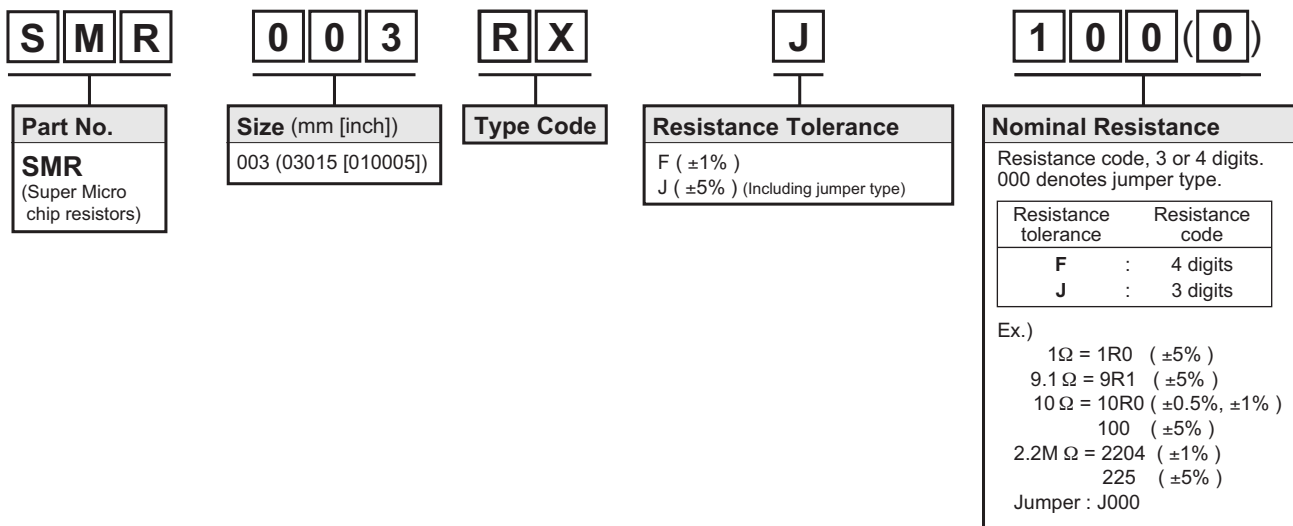 S M R 0 0 3 R X J 1 0 0 ( 0 )
Part No.
SMR
(Super Micro
chip resistors)
Size (mm [inch])
003 (03015 [010005])
Type Code
Resistance Tolerance
F ( ±1% )
J ( ±5% ) (Including jumper type)
Nominal Resistance
Resistance code, 3 or 4 digits.
000 denotes jumper type.
Resistance tolerance Resistance code
F : 4 digits
J : 3 digits
Ex.)
1Ω = 1R0 ( ±5% )
9.1 Ω = 9R1 ( ±5% )
10 Ω = 10R0 ( ±0.5%, ±1% )
100 ( ±5% )
2.2M Ω = 2204 ( ±1% )
225 ( ±5% )
Jumper : J000